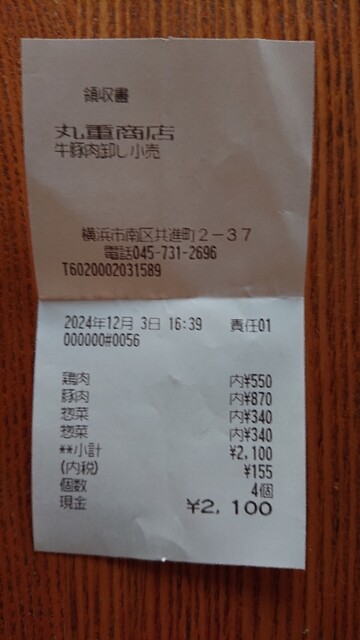 領収書
丸重商店
牛豚肉卸し小売
横浜市南区共進町2-37
電話045-731-2696
T6020002031589
2024年12月 3日 16:39 責任01
000000#0056
鶏肉 内¥550
豚肉 内¥870
惣菜 内¥340
惣菜 内¥340
**小計 ¥2,100
(内税) ¥155
個数 4個
現金 ¥2,100